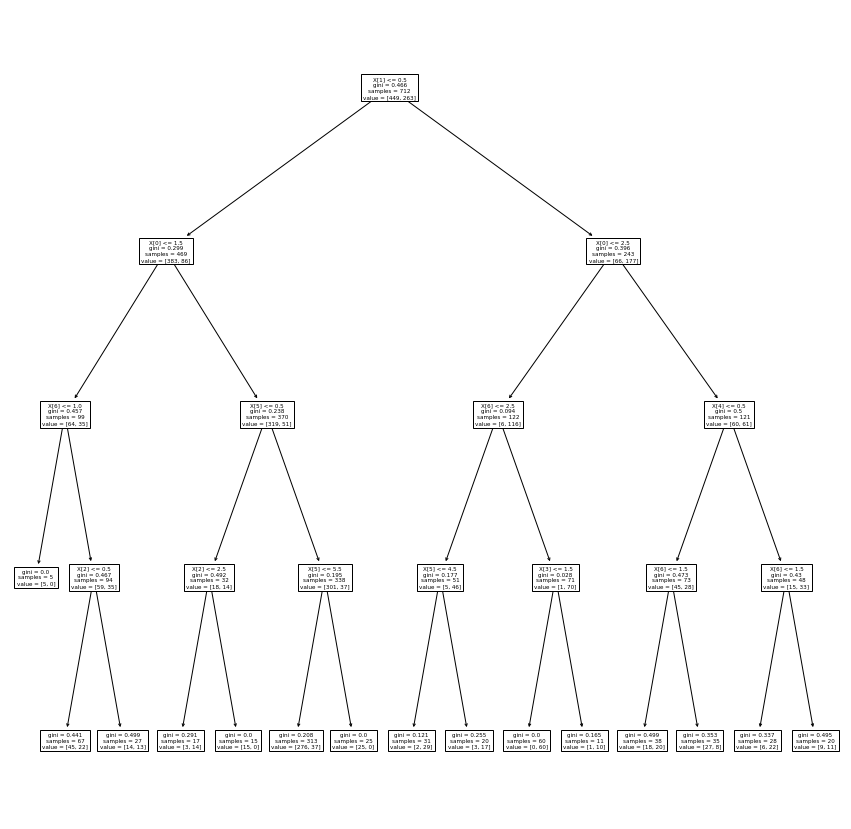 X[1] <= 0.5
gini = 0.466
samples = 712
value = [449, 263]
X[0] <= 1.5
gini = 0.299
samples = 469
value = [383, 86]
X[0] <= 2.5
gini = 0.396
samples = 243
value = [66, 177]
X[6] <= 1.0
gini = 0.457
samples = 99
value = [64, 35]
X[5] <= 0.5
gini = 0.238
samples = 370
value = [319, 51]
X[6] <= 2.5
gini = 0.094
samples = 122
value = [6, 116]
X[4] <= 0.5
gini = 0.5
samples = 121
value = [60, 61]
gini = 0.0
samples = 5
value = [5, 0]
X[2] <= 0.5
gini = 0.467
samples = 94
value = [59, 35]
X[2] <= 2.5
gini = 0.492
samples = 32
value = [18, 14]
X[5] <= 5.5
gini = 0.195
samples = 338
value = [301, 37]
X[5] <= 4.5
gini = 0.177
samples = 51
value = [5, 46]
X[3] <= 1.5
gini = 0.028
samples = 71
value = [1, 70]
X[6] <= 1.5
gini = 0.473
samples = 73
value = [45, 28]
X[6] <= 1.5
gini = 0.43
samples = 48
value = [15, 33]
gini = 0.441
samples = 67
value = [45, 22]
gini = 0.499
samples = 27
value = [14, 13]
gini = 0.291
samples = 17
value = [3, 14]
gini = 0.0
samples = 15
value = [15, 0]
gini = 0.208
samples = 313
value = [276, 37]
gini = 0.0
samples = 25
value = [25, 0]
gini = 0.121
samples = 31
value = [2, 29]
gini = 0.255
samples = 20
value = [3, 17]
gini = 0.0
samples = 60
value = [0, 60]
gini = 0.165
samples = 11
value = [1, 10]
gini = 0.499
samples = 38
value = [18, 20]
gini = 0.353
samples = 35
value = [27, 8]
gini = 0.337
samples = 28
value = [6, 22]
gini = 0.495
samples = 20
value = [9, 11]